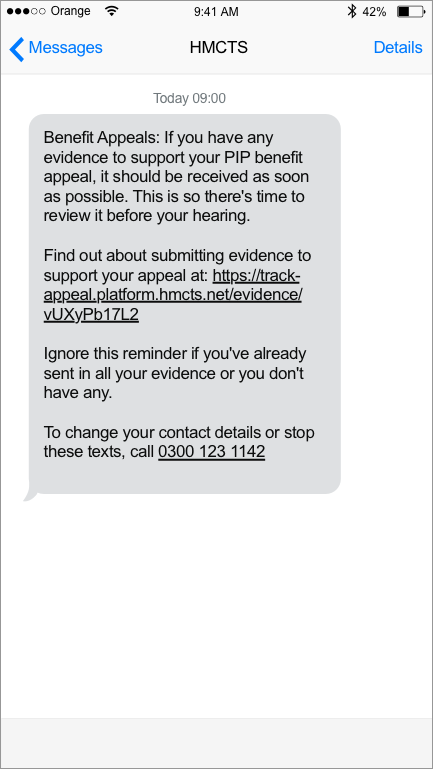 Orange 9:41 AM 42%
Messages HMCTS Details
Today 09:00
Benefit Appeals: If you have any
evidence to support your PIP benefit
appeal, it should be received as soon
as possible. This is so there's time to
review it before your hearing.
Find out about submitting evidence to
support your appeal at: https://track-
appeal.platform.hmcts.net/evidence/
vUXyPb17L2
Ignore this reminder if you've already
sent in all your evidence or you don't
have any.
To change your contact details or stop
these texts, call 0300 123 1142